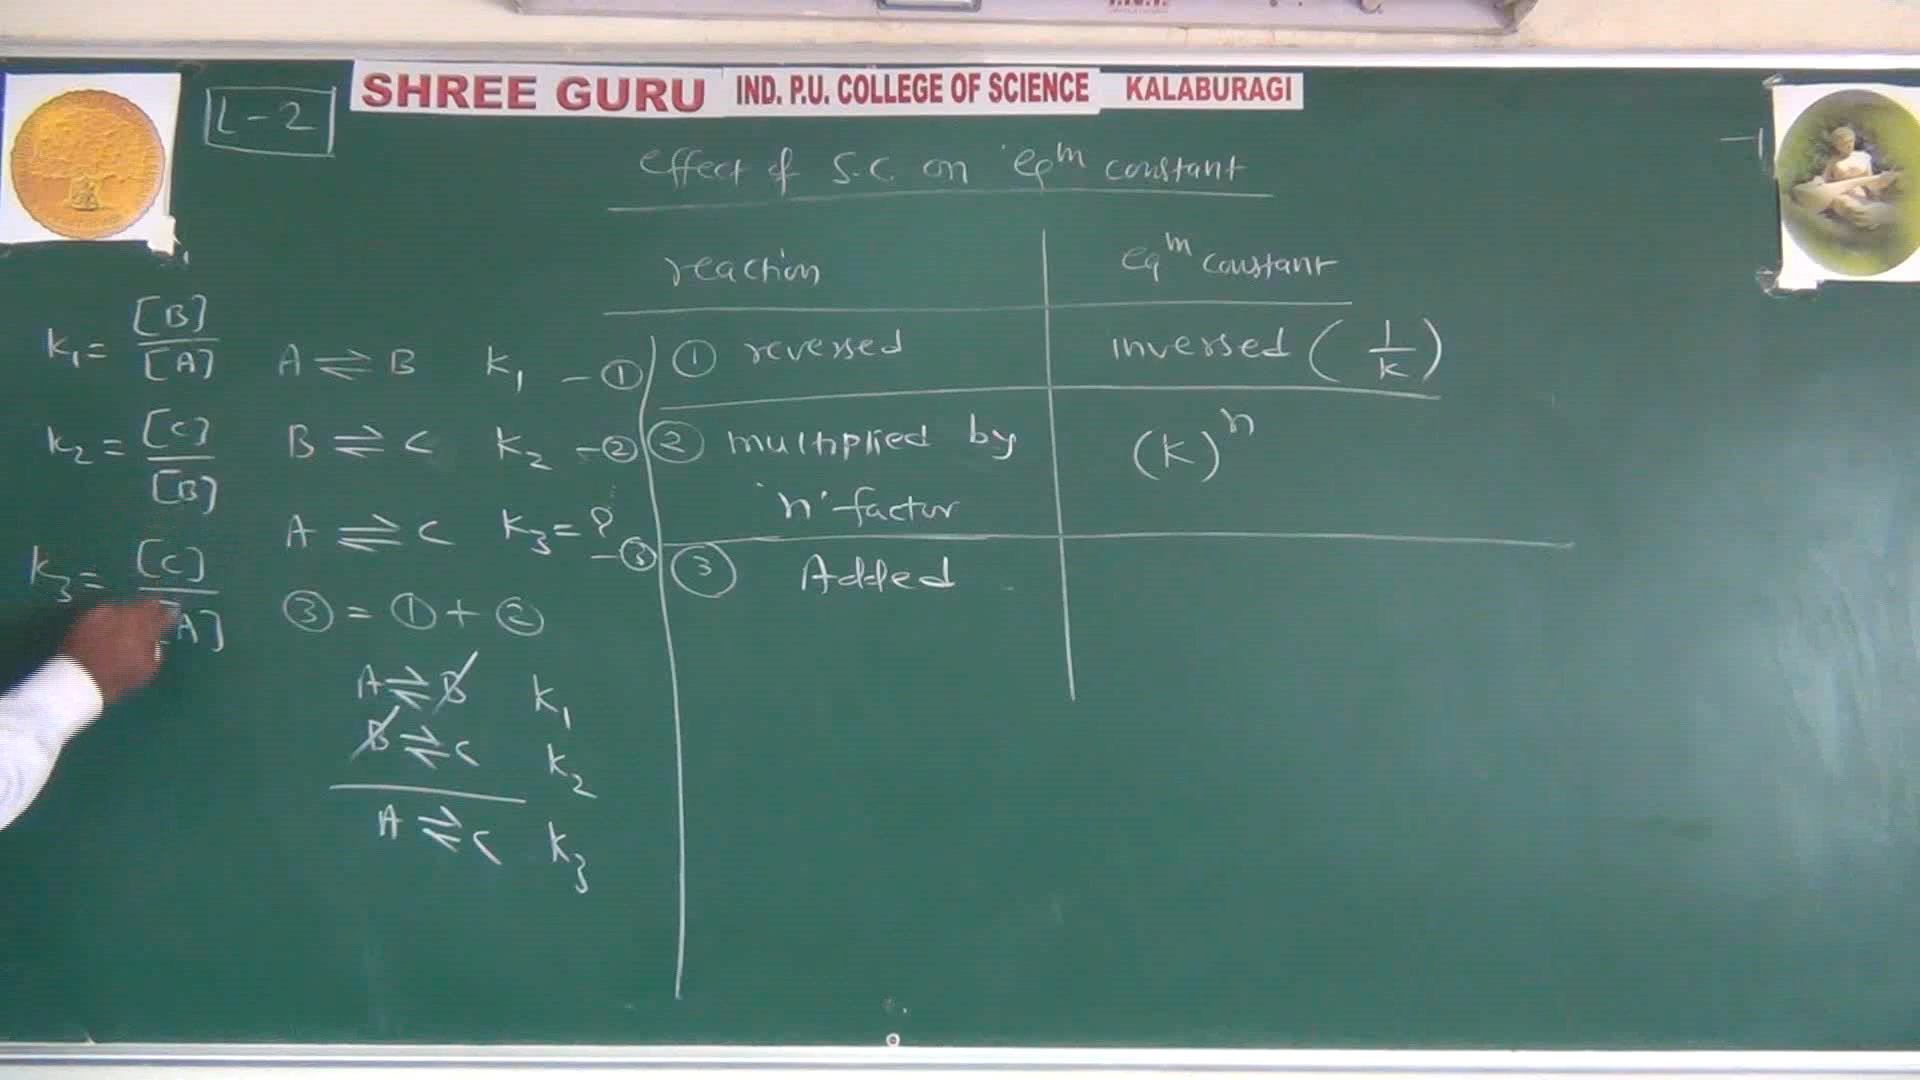 SHREE GURU IND. P.U. COLLEGE OF SCIENCE KALABURAGI
L-2
effect of S.C on eqᵐ constant
reaction eqᵐ constant
① reversed inversed (1/k)
② multiplied by (K)ⁿ
'n' factor
③ Added
K₁ = [B]/[A] A ⇌ B K₁ - ①
K₂ = [C]/[B] B ⇌ C K₂ - ②
K₃ = [C]/[A] A ⇌ C K₃ = ? - ③
③ = ① + ②
A ⇌ B K₁
B ⇌ C K₂
A ⇌ C K₃